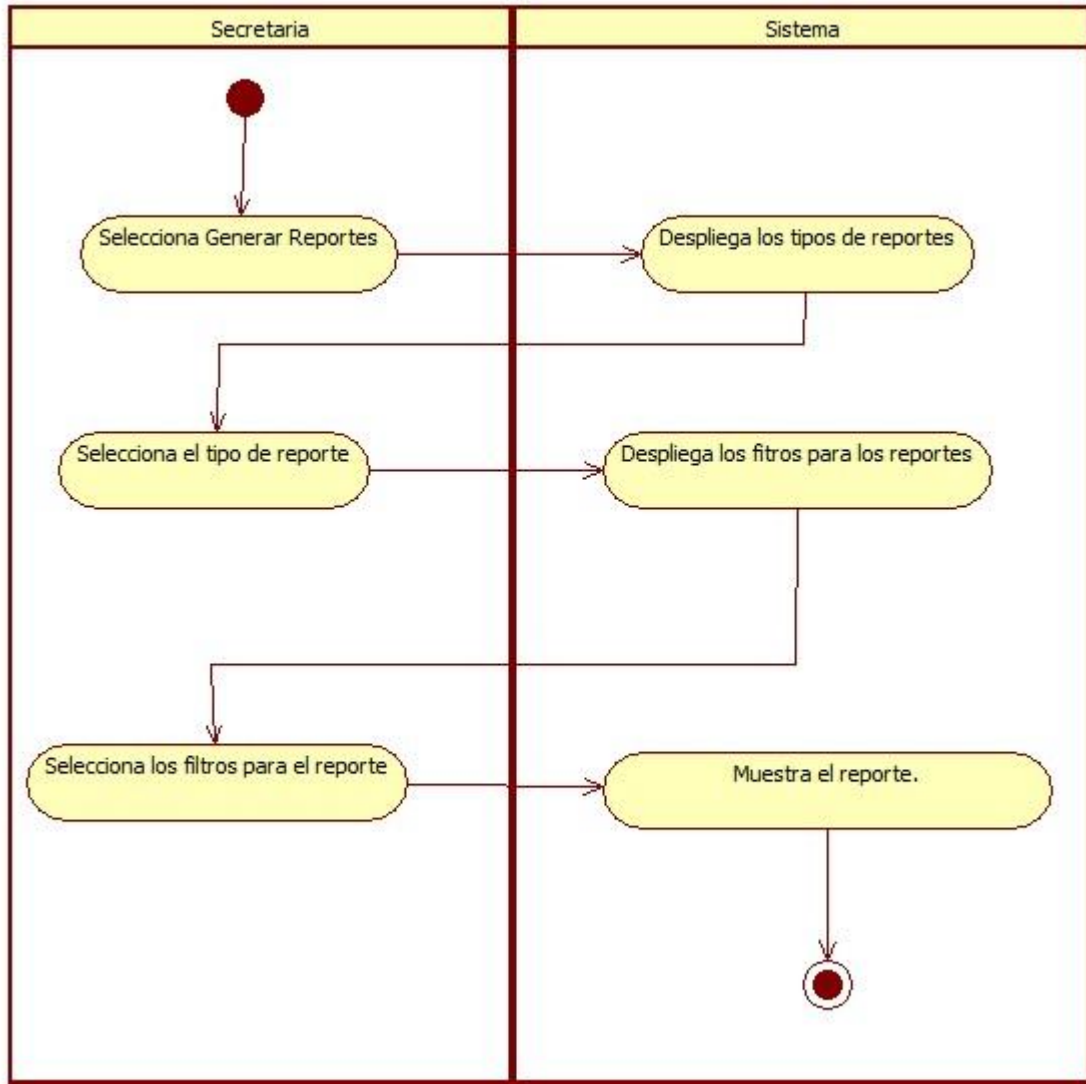 Secretaria
Sistema
Selecciona Generar Reportes
Despliega los tipos de reportes
Selecciona el tipo de reporte
Despliega los fitros para los reportes
Selecciona los filtros para el reporte
Muestra el reporte.